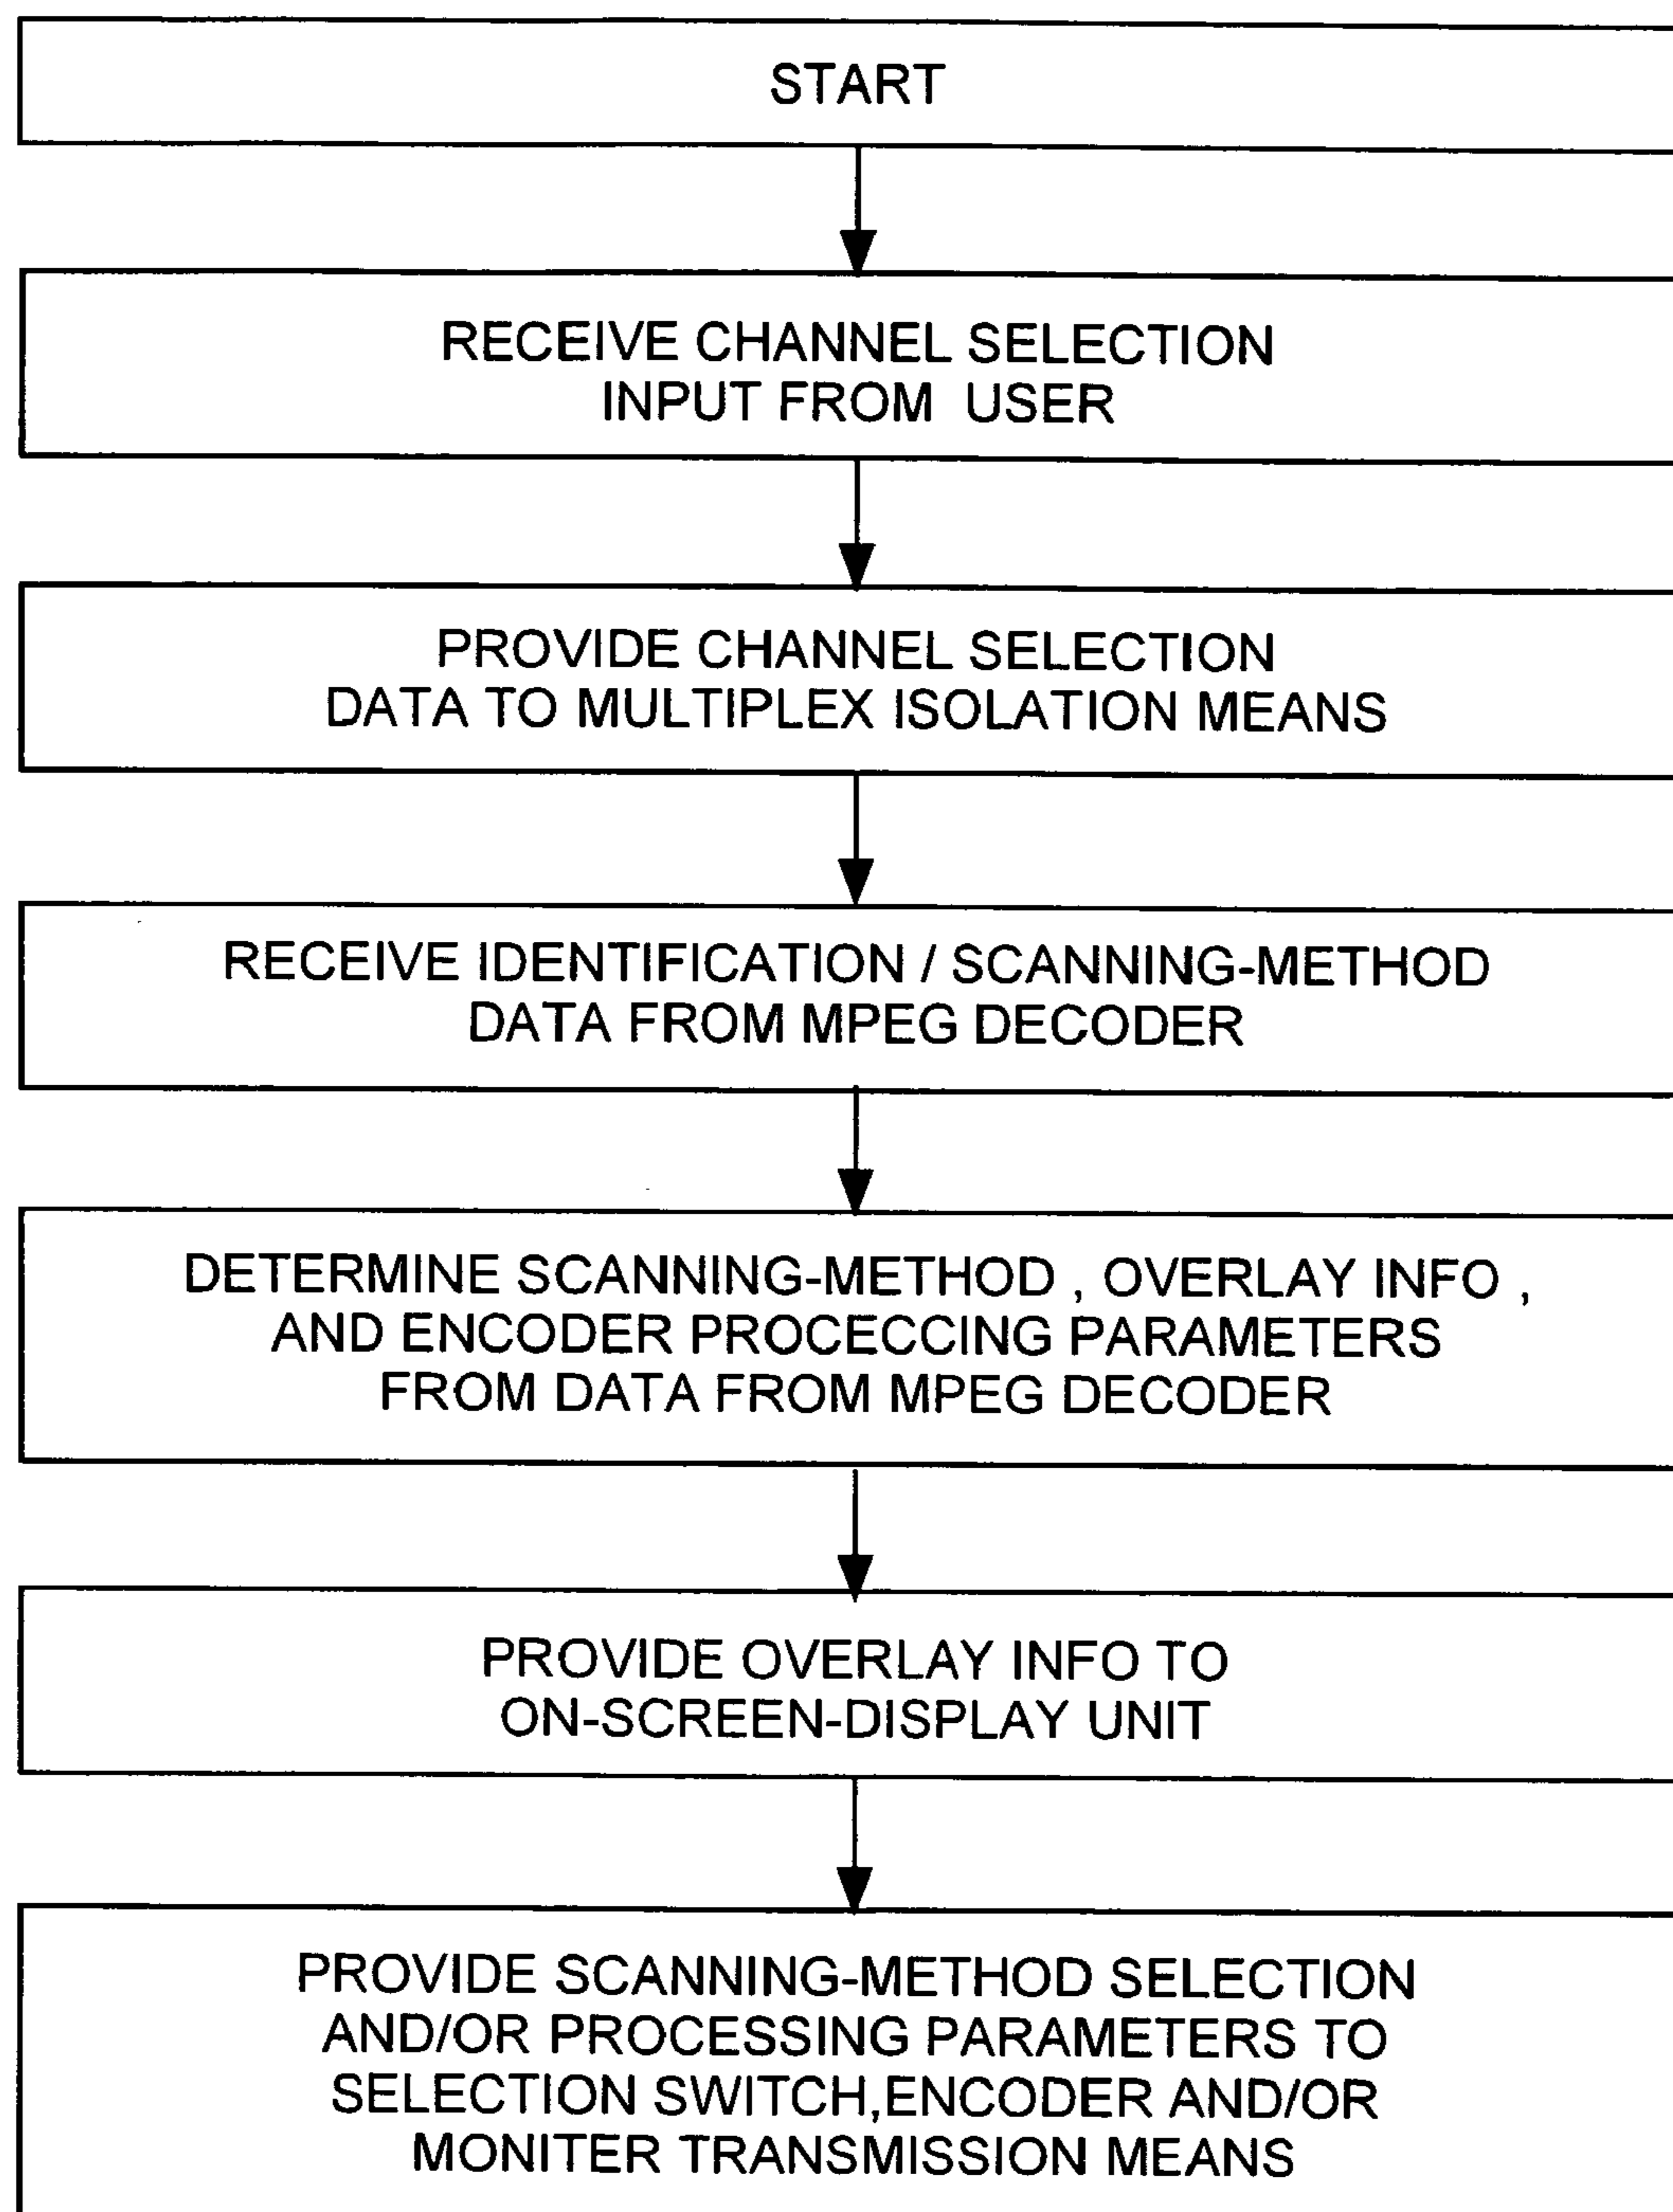 START
RECEIVE CHANNEL SELECTION
INPUT FROM USER
PROVIDE CHANNEL SELECTION
DATA TO MULTIPLEX ISOLATION MEANS
RECEIVE IDENTIFICATION / SCANNING-METHOD
DATA FROM MPEG DECODER
DETERMINE SCANNING-METHOD , OVERLAY INFO ,
AND ENCODER PROCECCING PARAMETERS
FROM DATA FROM MPEG DECODER
PROVIDE OVERLAY INFO TO
ON-SCREEN-DISPLAY UNIT
PROVIDE SCANNING-METHOD SELECTION
AND/OR PROCESSING PARAMETERS TO
SELECTION SWITCH,ENCODER AND/OR
MONITER TRANSMISSION MEANS